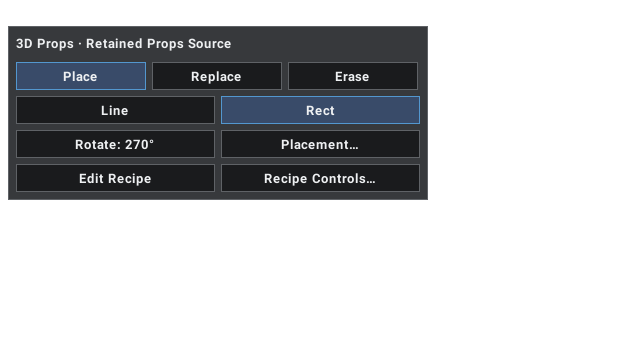 3D Props · Retained Props Source
Place Replace Erase
Line Rect
Rotate: 270° Placement…
Edit Recipe Recipe Controls…